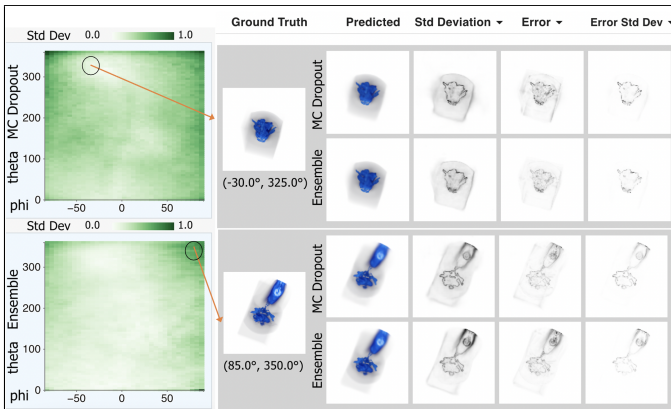 Ground Truth Predicted Std Deviation Error Error Std Dev
Std Dev 0.0 1.0
MC Dropout
theta
300
200
100
0
phi −50 0 50
(-30.0°, 325.0°)
MC Dropout
Ensemble
Std Dev 0.0 1.0
Ensemble
theta
300
200
100
0
phi −50 0 50
(85.0°, 350.0°)
MC Dropout
Ensemble